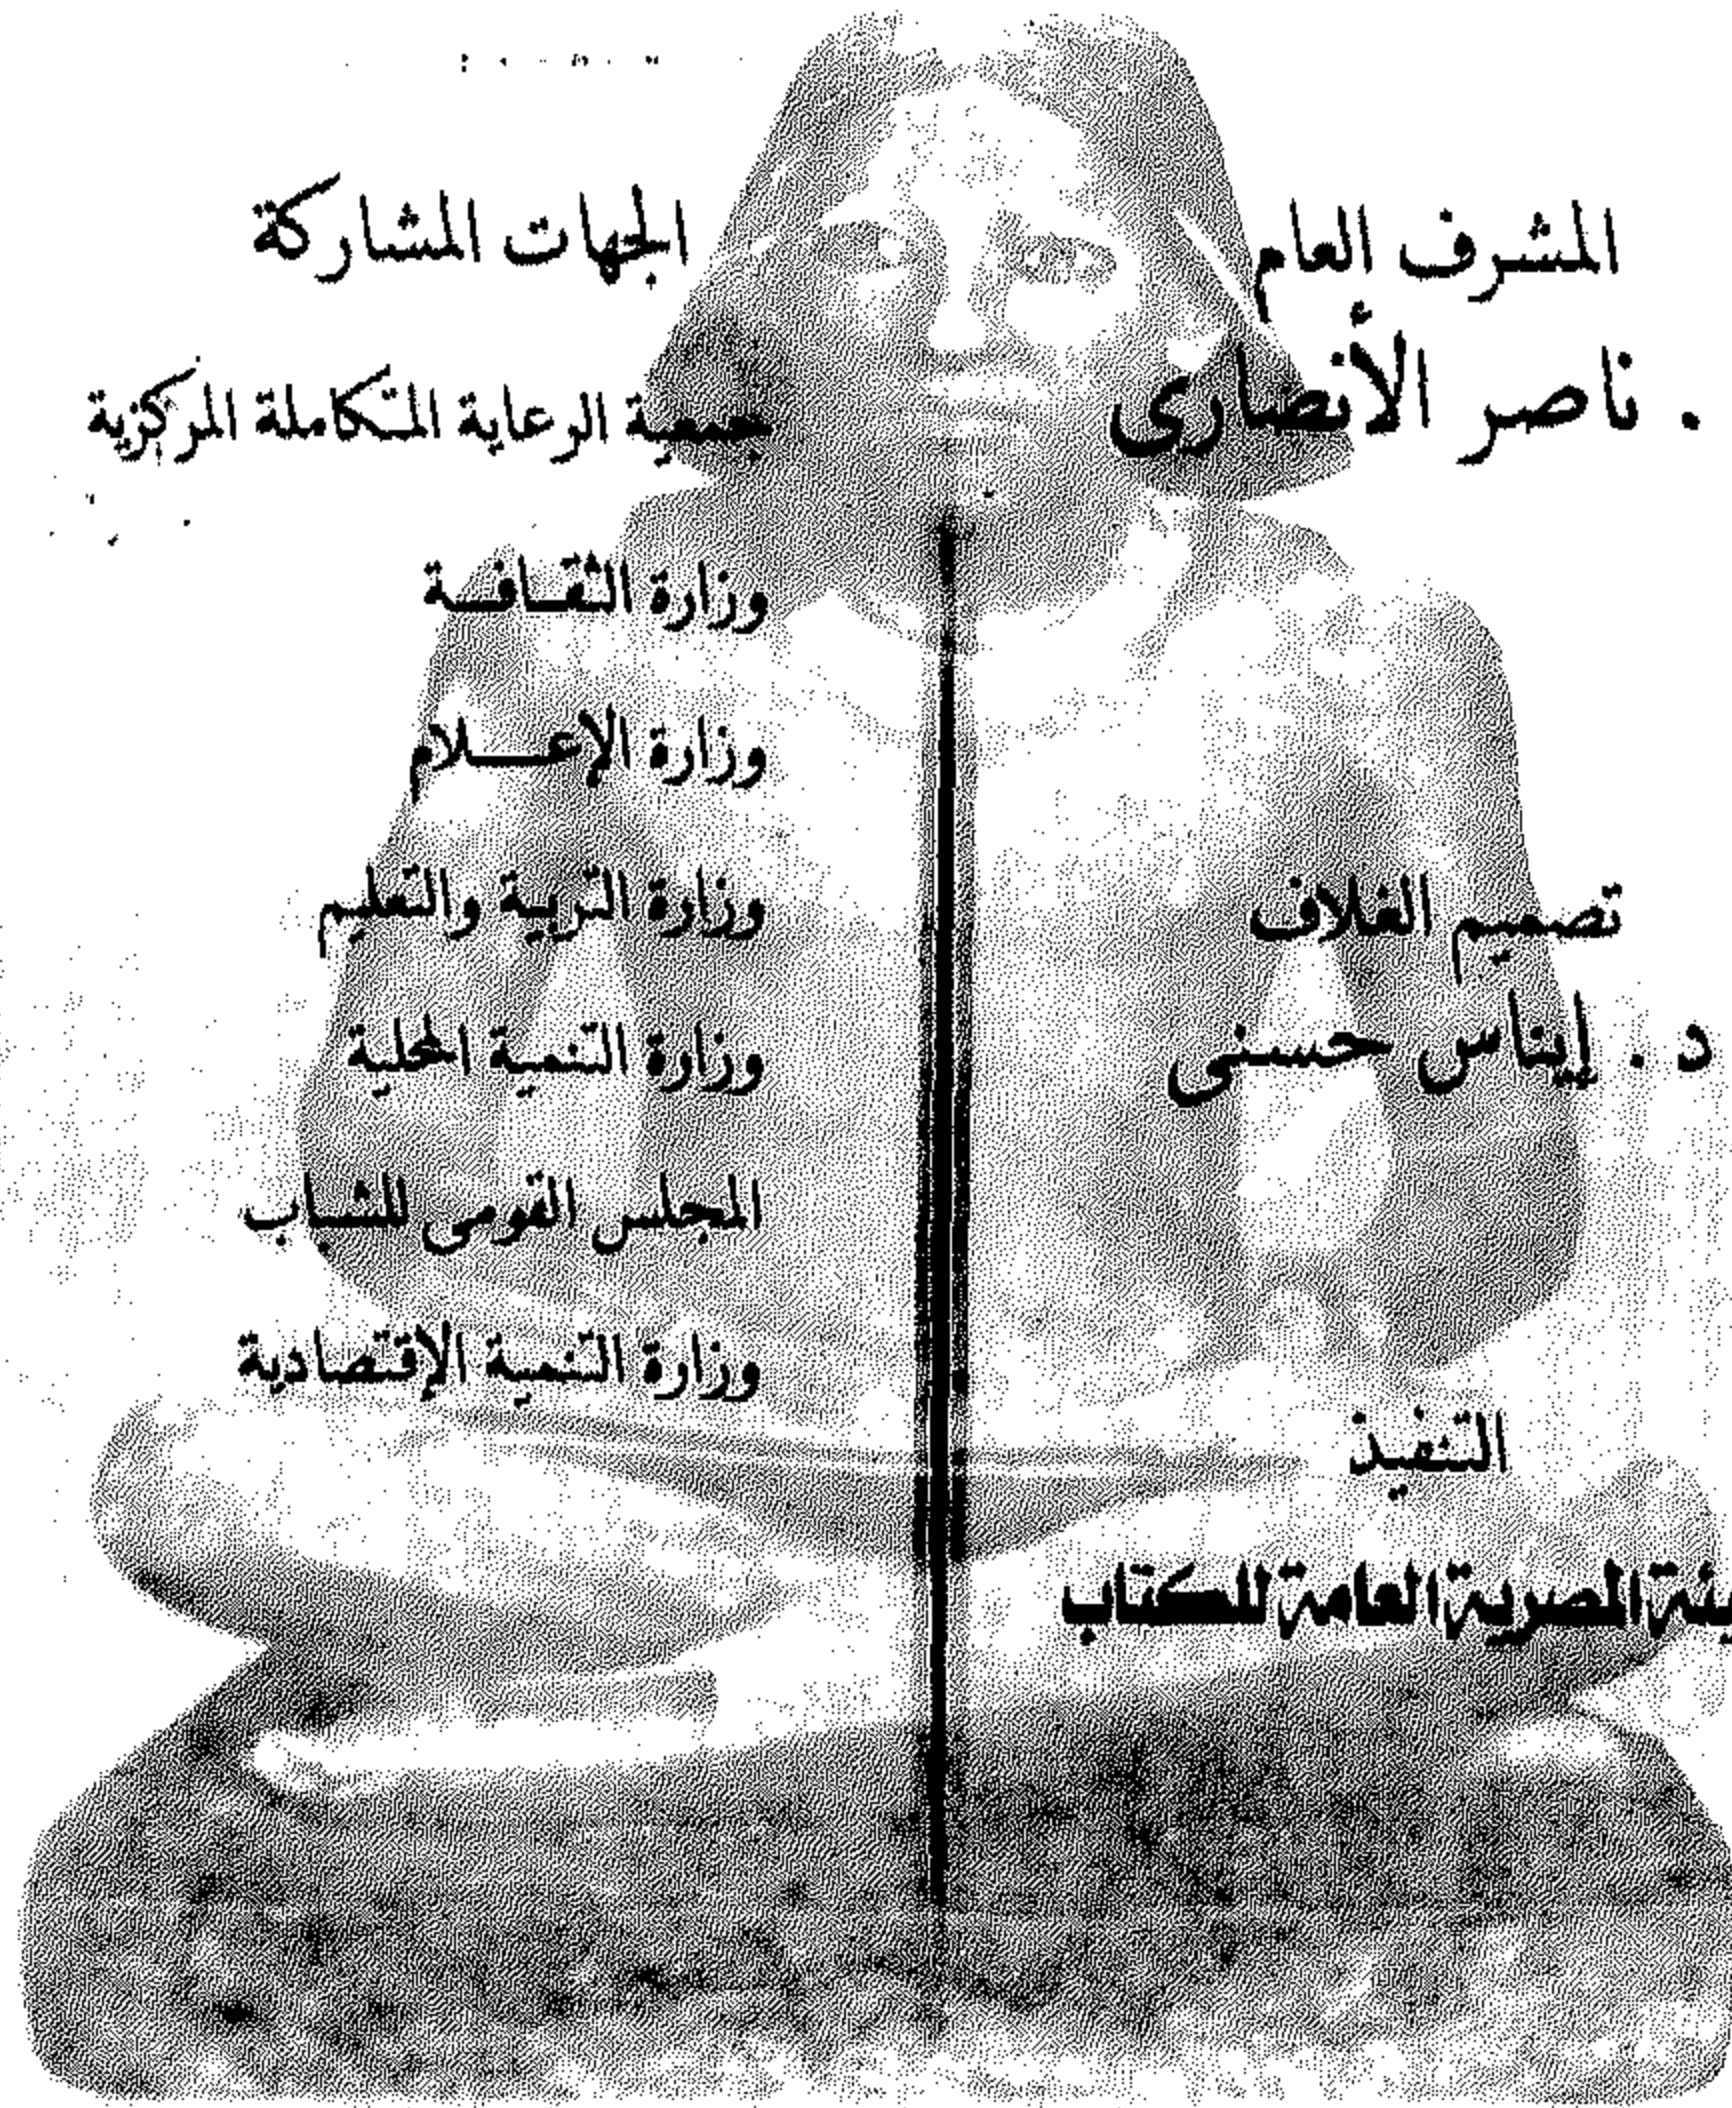 المشرف العام
. ناصر الأنصارى
تصميم الغلاف
د . إيناس حسنى
التنفيذ
يئة المصرية العامة للكتاب
الجهات المشاركة
جمعية الرعاية المتكاملة المركزية
وزارة الثقافة
وزارة الإعلام
وزارة التربية والتعليم
وزارة التنمية المحلية
المجلس القومى للشباب
وزارة التنمية الإقتصادية